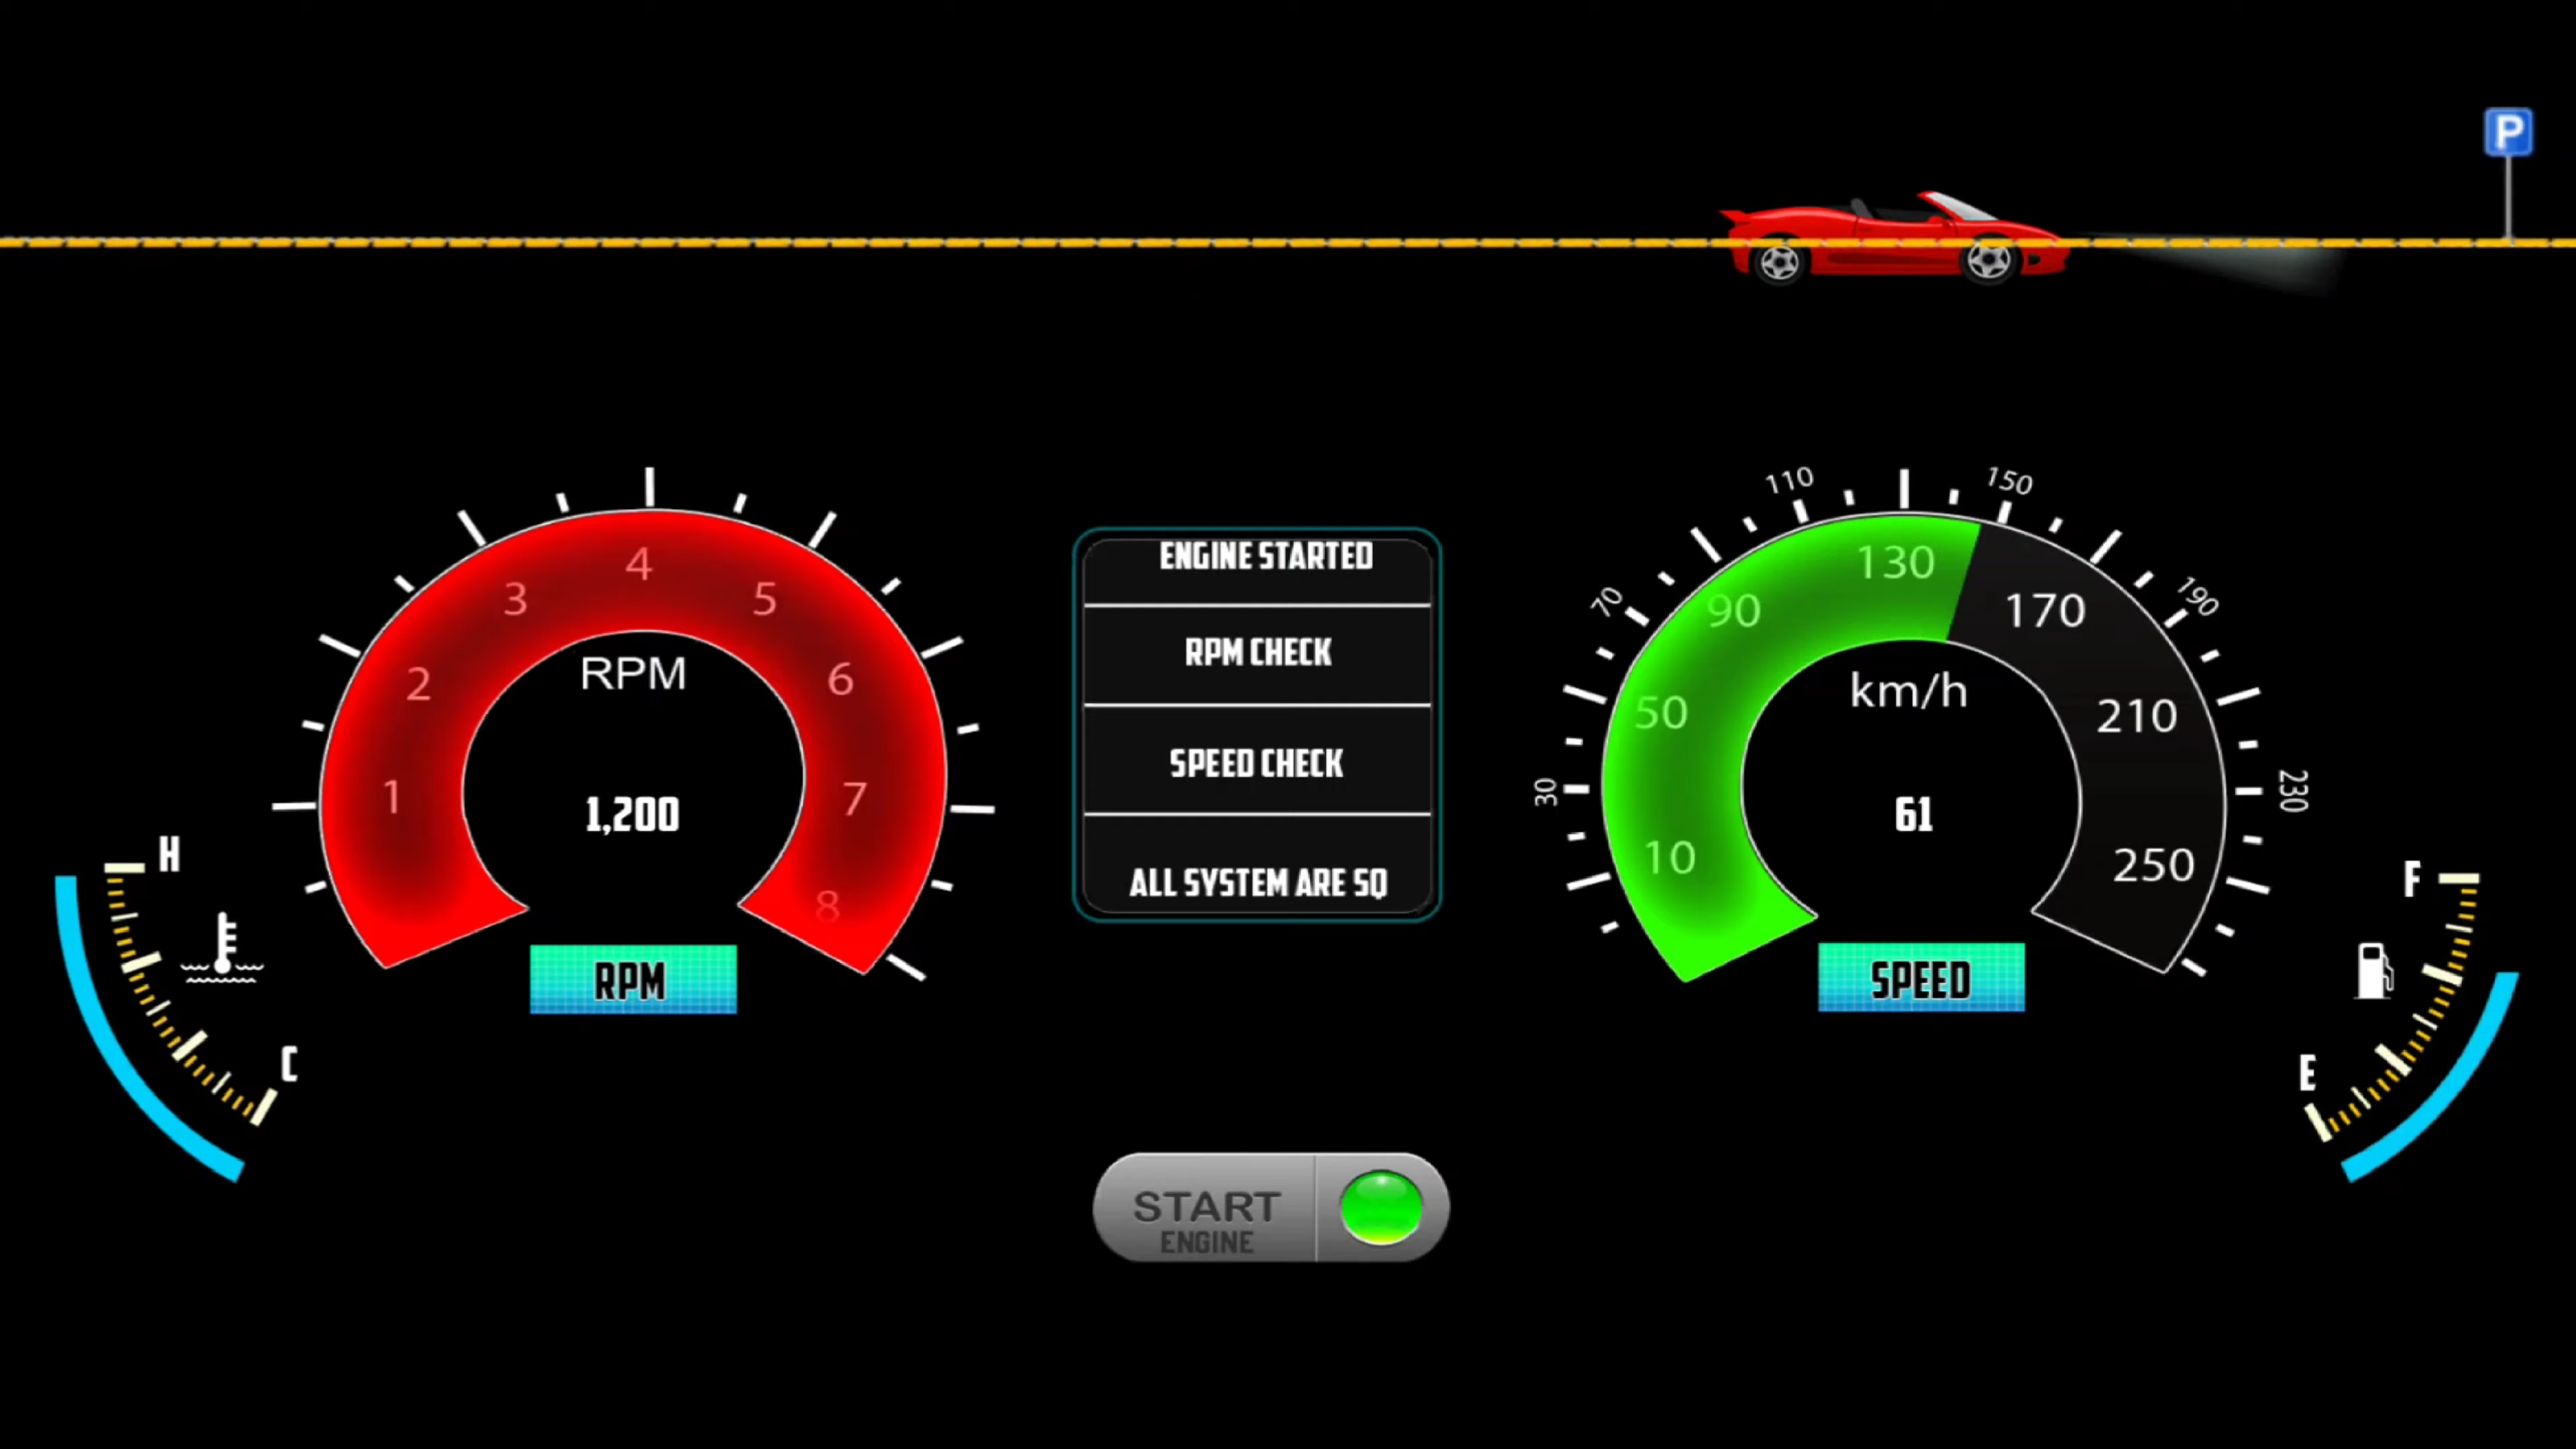 P
110
150
4
ENGINE STARTED
130
3
5
70
90
170
190
RPM CHECK
RPM
km/h
2
6
50
210
SPEED CHECK
1
7
30
230
1,200
61
H
10
250
F
8
ALL SYSTEM ARE SQ
RPM
SPEED
C
E
START
ENGINE